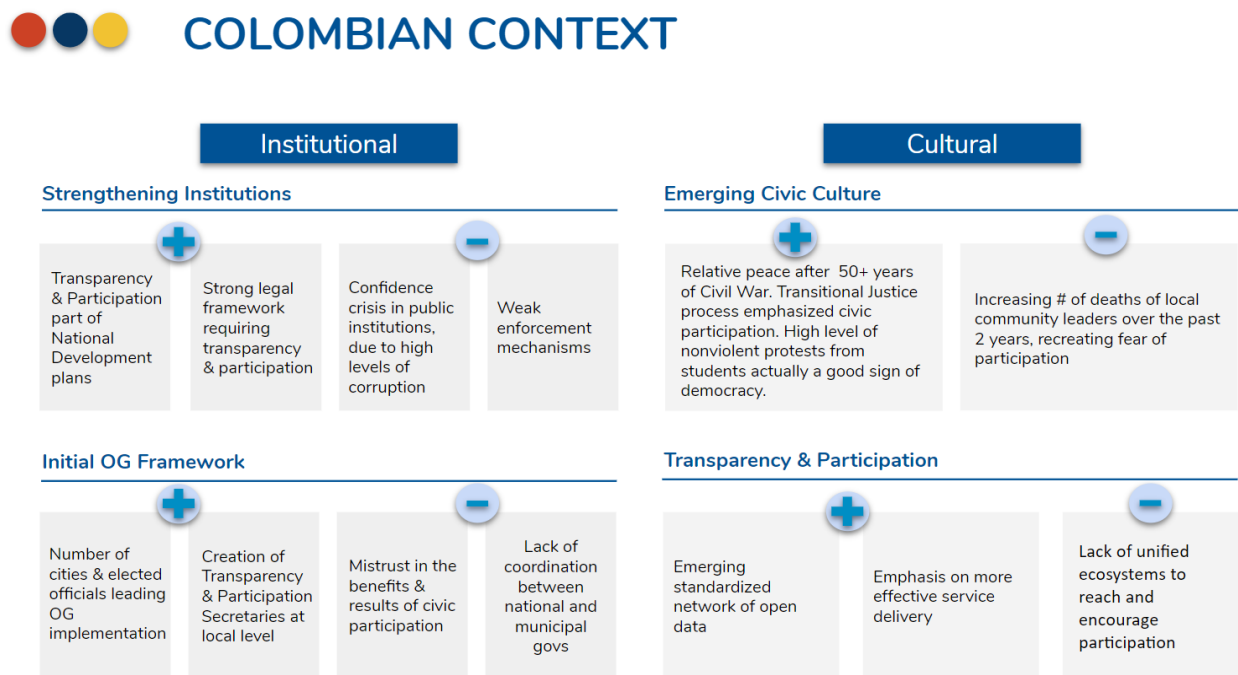 COLOMBIAN CONTEXT
Institutional
Strengthening Institutions
Transparency
& Participation
part of
National
Development
plans
Strong legal
framework
requiring
transparency
& participation
Confidence
crisis in public
institutions,
due to high
levels of
corruption
Weak
enforcement
mechanisms
Initial OG Framework
Number of
cities & elected
officials leading
OG
implementation
Creation of
Transparency
& Participation
Secretaries at
local level
Mistrust in the
benefits &
results of civic
participation
Lack of
coordination
between
national and
municipal
govs
Cultural
Emerging Civic Culture
Relative peace after 50+ years
of Civil War. Transitional Justice
process emphasized civic
participation. High level of
nonviolent protests from
students actually a good sign of
democracy.
Increasing # of deaths of local
community leaders over the past
2 years, recreating fear of
participation
Transparency & Participation
Emerging
standardized
network of open
data
Emphasis on more
effective service
delivery
Lack of unified
ecosystems to
reach and
encourage
participation